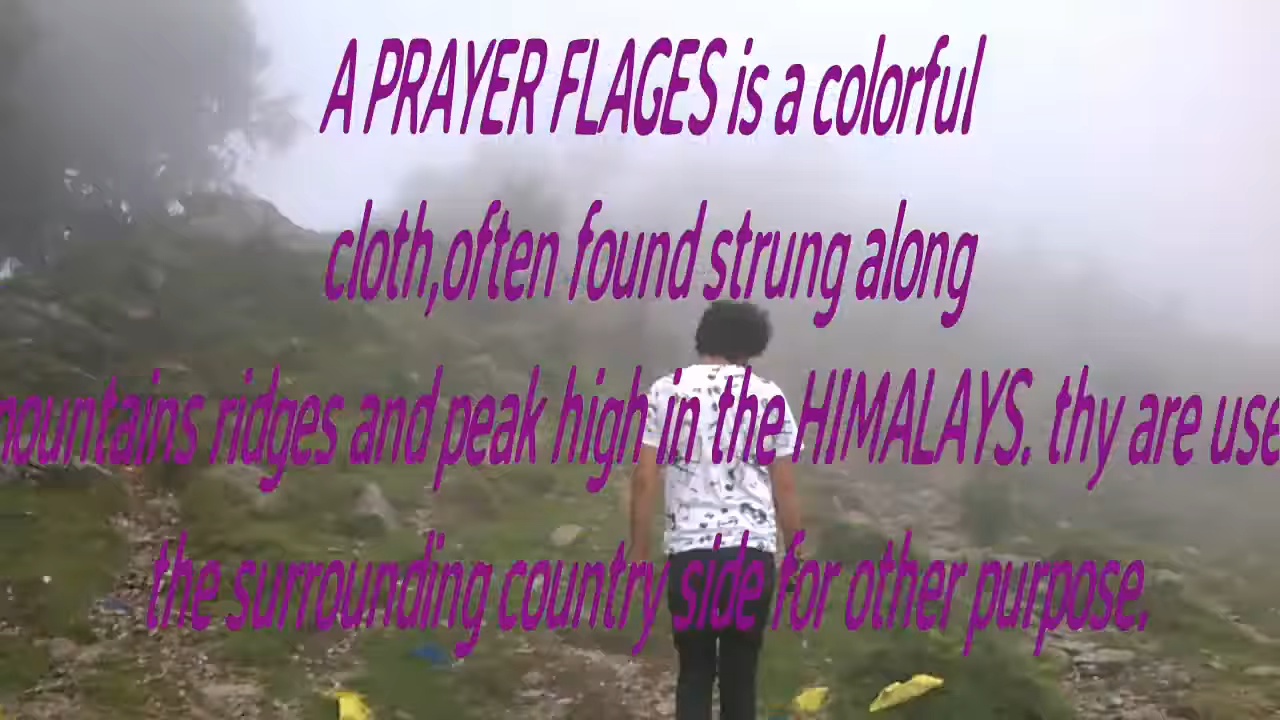 A PRAYER FLAGES is a colorful
cloth,often found strung along
ridges and peak high in the HIMALAYS. thy are
the surrounding country side for other purpose.